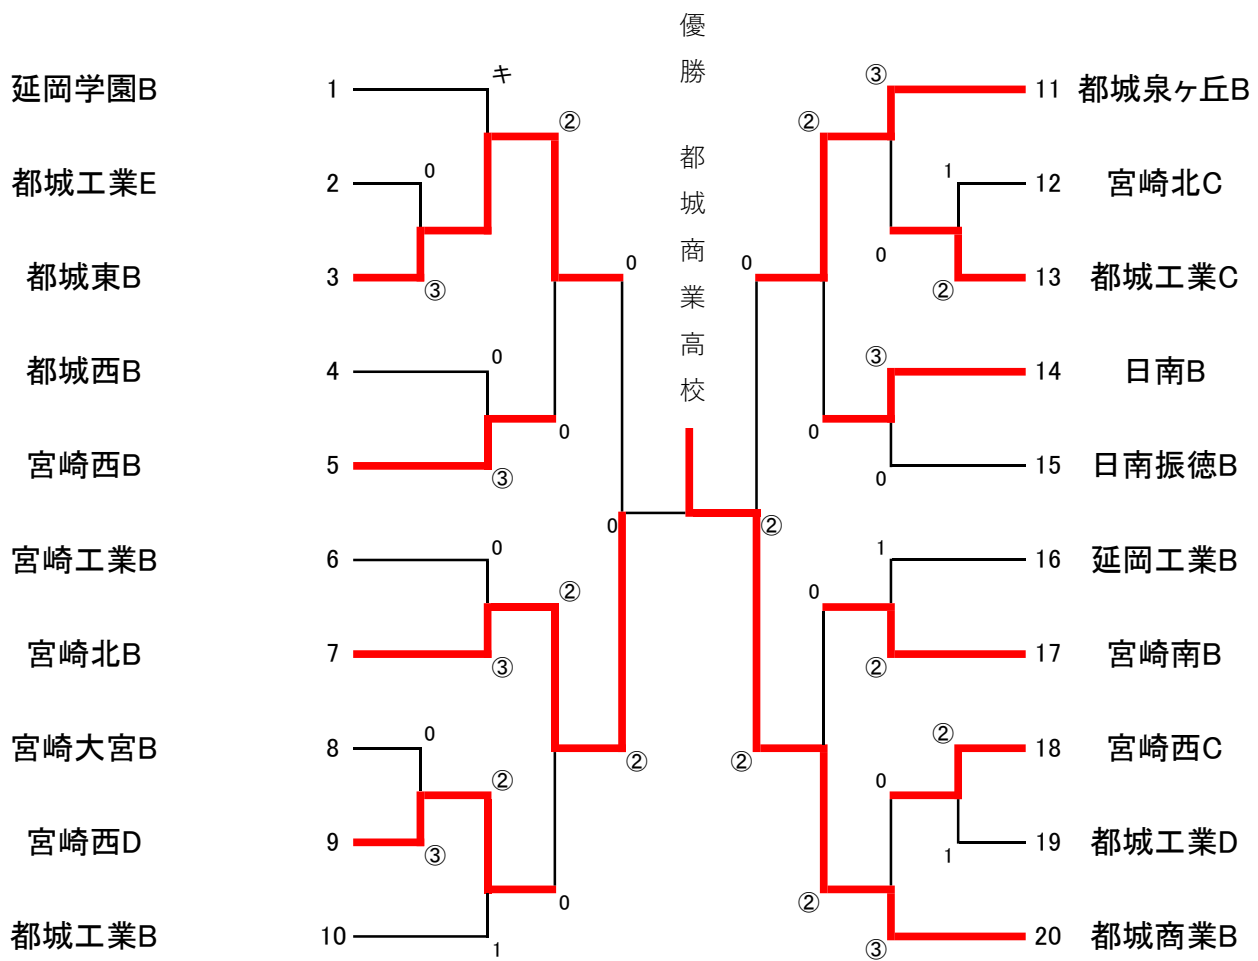 優勝 都城商業高校
延岡学園B 1 キ
②
都城工業E 2 0
都城東B 3 ③
0
都城西B 4 0
0
宮崎西B 5 ③
0
宮崎工業B 6 0
②
宮崎北B 7 ③
②
宮崎大宮B 8 0
②
宮崎西D 9 ③
0
都城工業B 10 1
③ 11 都城泉ヶ丘B
②
1 12 宮崎北C
0
0
② 13 都城工業C
③ 14 日南B
0
0 15 日南振徳B
②
1 16 延岡工業B
0
② 17 宮崎南B
② 18 宮崎西C
②
0
1 19 都城工業D
②
③ 20 都城商業B